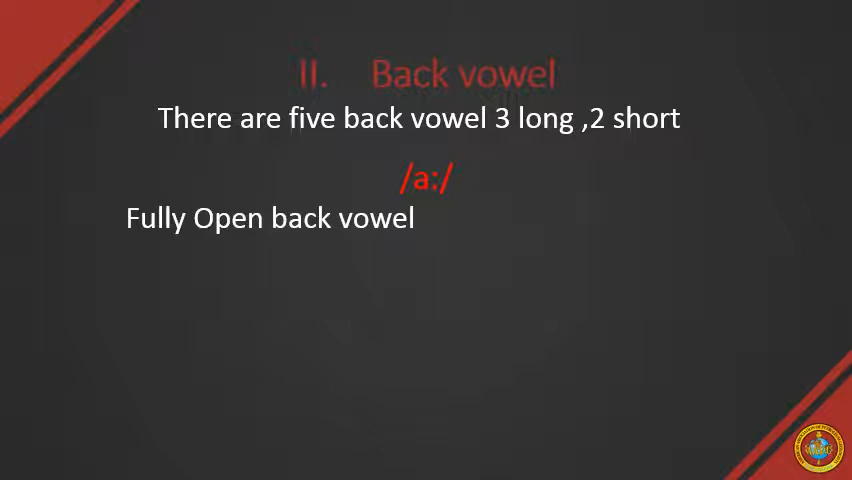 II. Back vowel
There are five back vowel 3 long ,2 short
/a:/
Fully Open back vowel